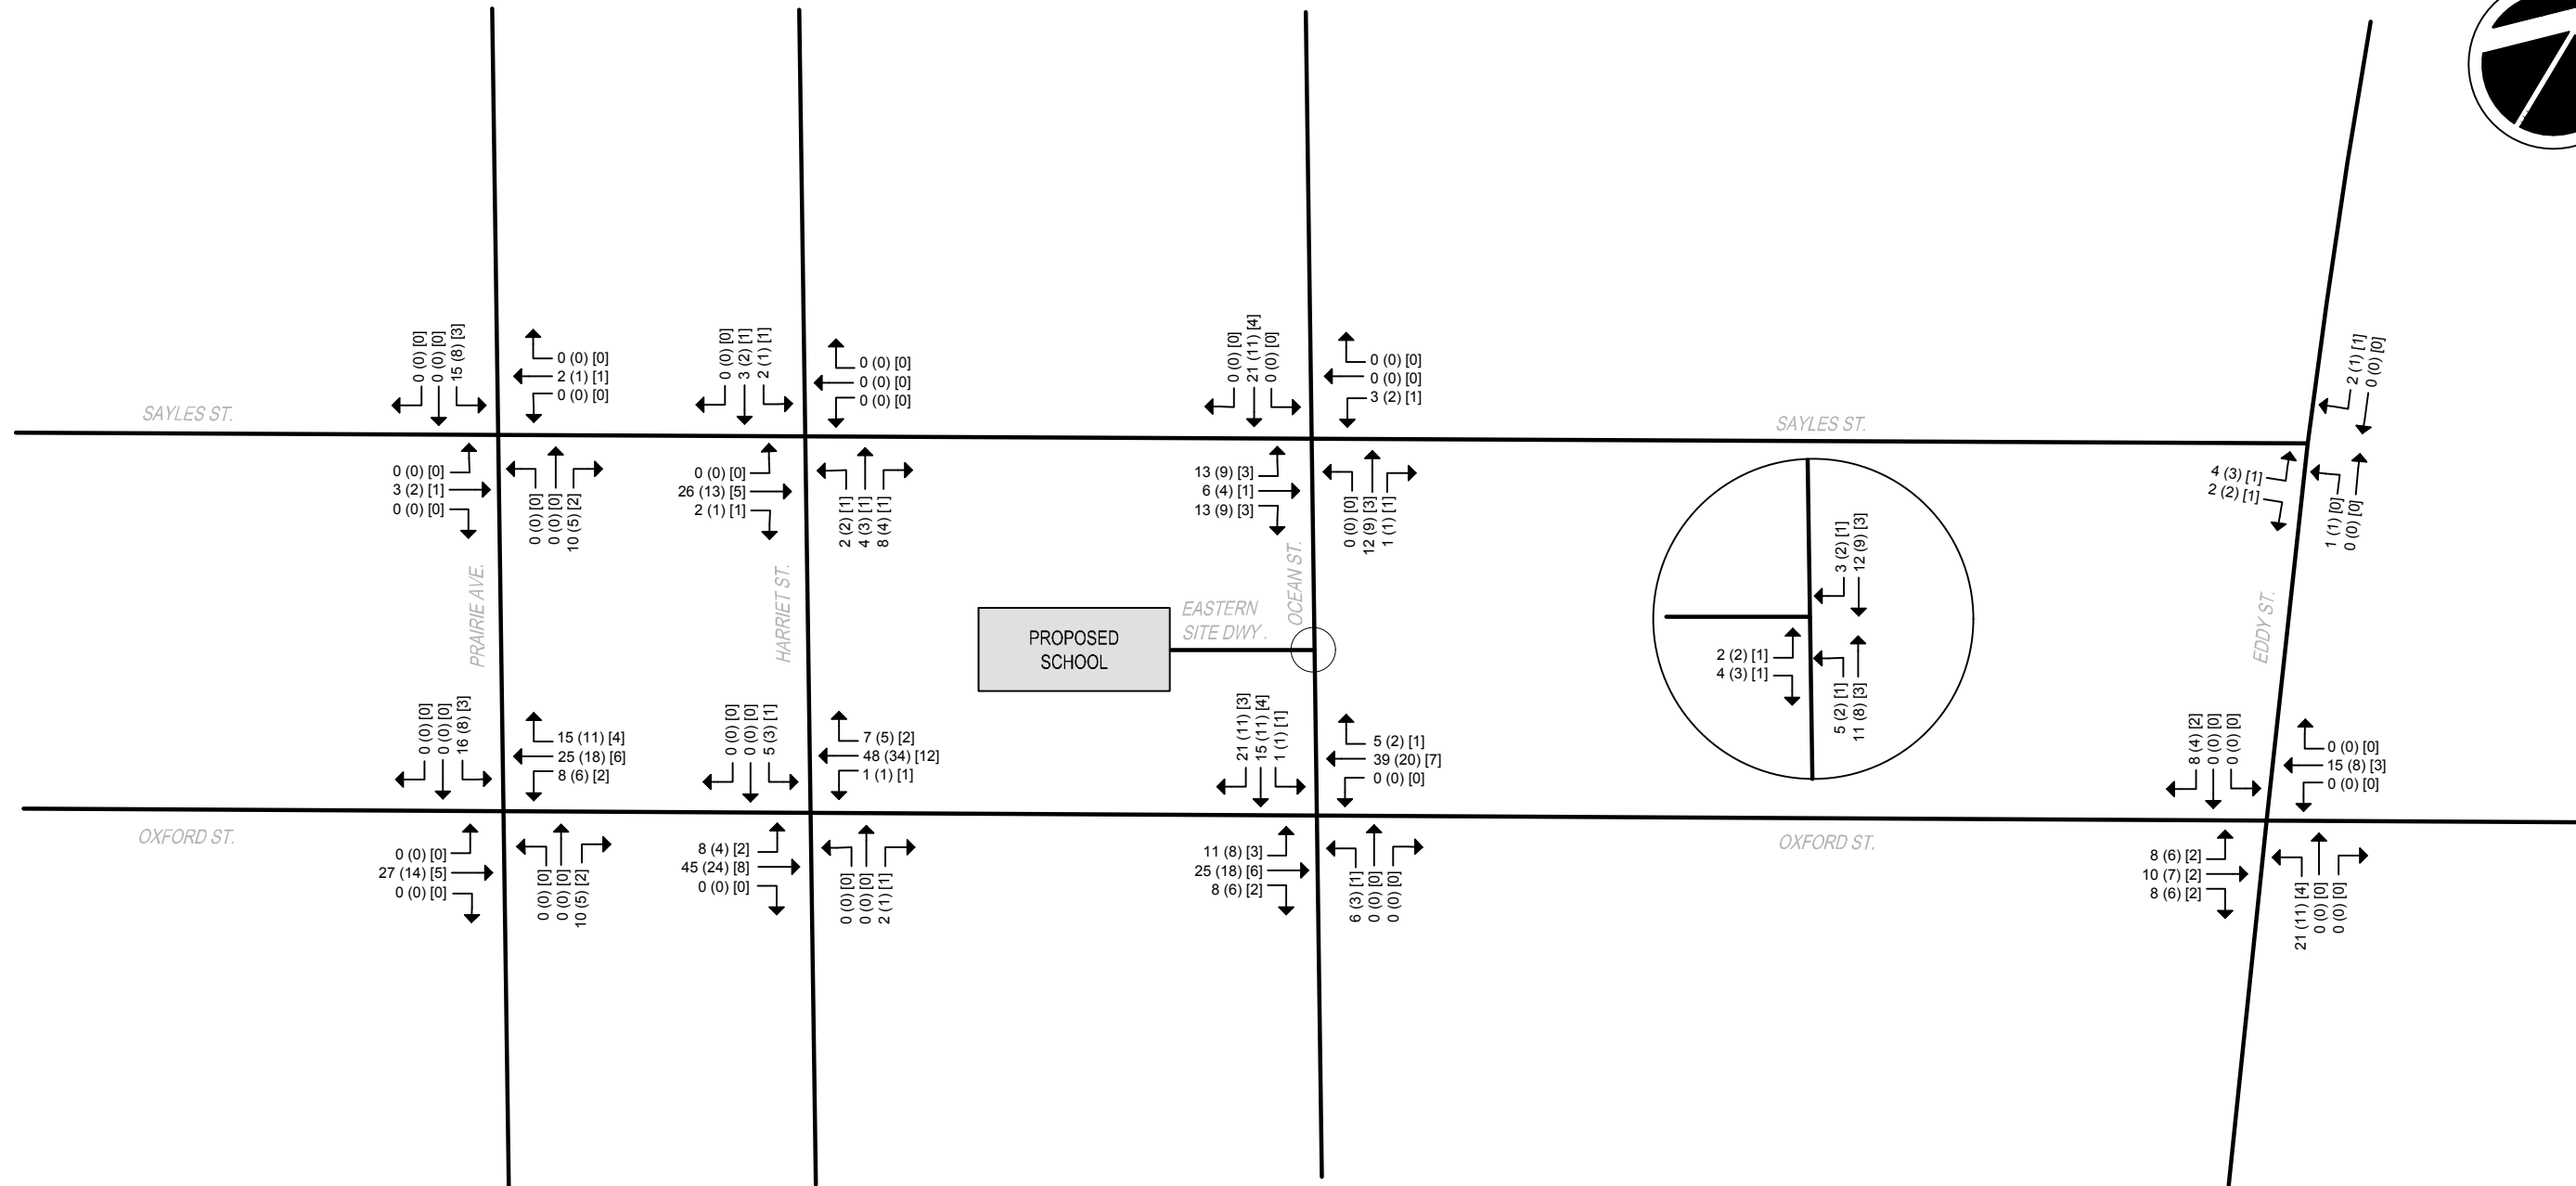 0 (0) [0]
0 (0) [0]
15 (8) [3]
0 (0) [0]
2 (1) [1]
0 (0) [0]
0 (0) [0]
3 (2) [1]
2 (1) [1]
0 (0) [0]
0 (0) [0]
0 (0) [0]
0 (0) [0]
21 (11) [4]
0 (0) [0]
0 (0) [0]
0 (0) [0]
3 (2) [1]
2 (1) [1]
0 (0) [0]
SAYLES ST.
SAYLES ST.
0 (0) [0]
3 (2) [1]
0 (0) [0]
0 (0) [0]
0 (0) [0]
10 (5) [2]
0 (0) [0]
26 (13) [5]
2 (1) [1]
2 (2) [1]
4 (3) [1]
8 (4) [1]
13 (9) [3]
6 (4) [1]
13 (9) [3]
0 (0) [0]
12 (9) [3]
1 (1) [1]
4 (3) [1]
2 (2) [1]
1 (1) [0]
0 (0) [0]
3 (2) [1]
12 (9) [3]
2 (2) [1]
4 (3) [1]
5 (2) [1]
11 (8) [3]
PRAIRIE AVE.
HARRIET ST.
PROPOSED
SCHOOL
EASTERN
SITE DWY .
OCEAN ST.
EDDY ST.
0 (0) [0]
0 (0) [0]
16 (8) [3]
15 (11) [4]
25 (18) [6]
8 (6) [2]
0 (0) [0]
0 (0) [0]
5 (3) [1]
7 (5) [2]
48 (34) [12]
1 (1) [1]
21 (11) [3]
15 (11) [4]
1 (1) [1]
5 (2) [1]
39 (20) [7]
0 (0) [0]
8 (4) [2]
0 (0) [0]
0 (0) [0]
0 (0) [0]
15 (8) [3]
0 (0) [0]
OXFORD ST.
OXFORD ST.
0 (0) [0]
27 (14) [5]
0 (0) [0]
0 (0) [0]
0 (0) [0]
10 (5) [2]
8 (4) [2]
45 (24) [8]
0 (0) [0]
0 (0) [0]
0 (0) [0]
2 (1) [1]
11 (8) [3]
25 (18) [6]
8 (6) [2]
6 (3) [1]
0 (0) [0]
0 (0) [0]
8 (6) [2]
10 (7) [2]
8 (6) [2]
21 (11) [4]
0 (0) [0]
0 (0) [0]